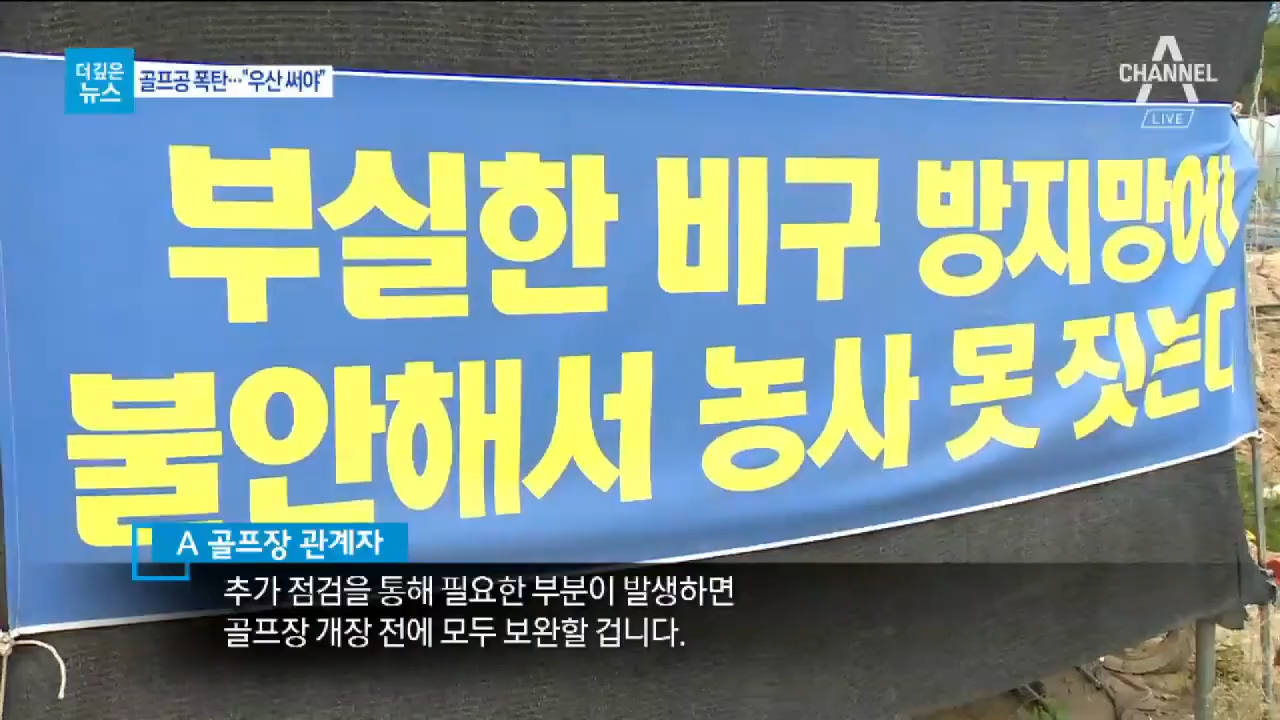 더깊은
뉴스
골프공 폭탄…"우산 써야"
CHANNEL A
LIVE
부실한 비구 방지망에
불안해서 농사 못 짓는다
A 골프장 관계자
추가 점검을 통해 필요한 부분이 발생하면
골프장 개장 전에 모두 보완할 겁니다.